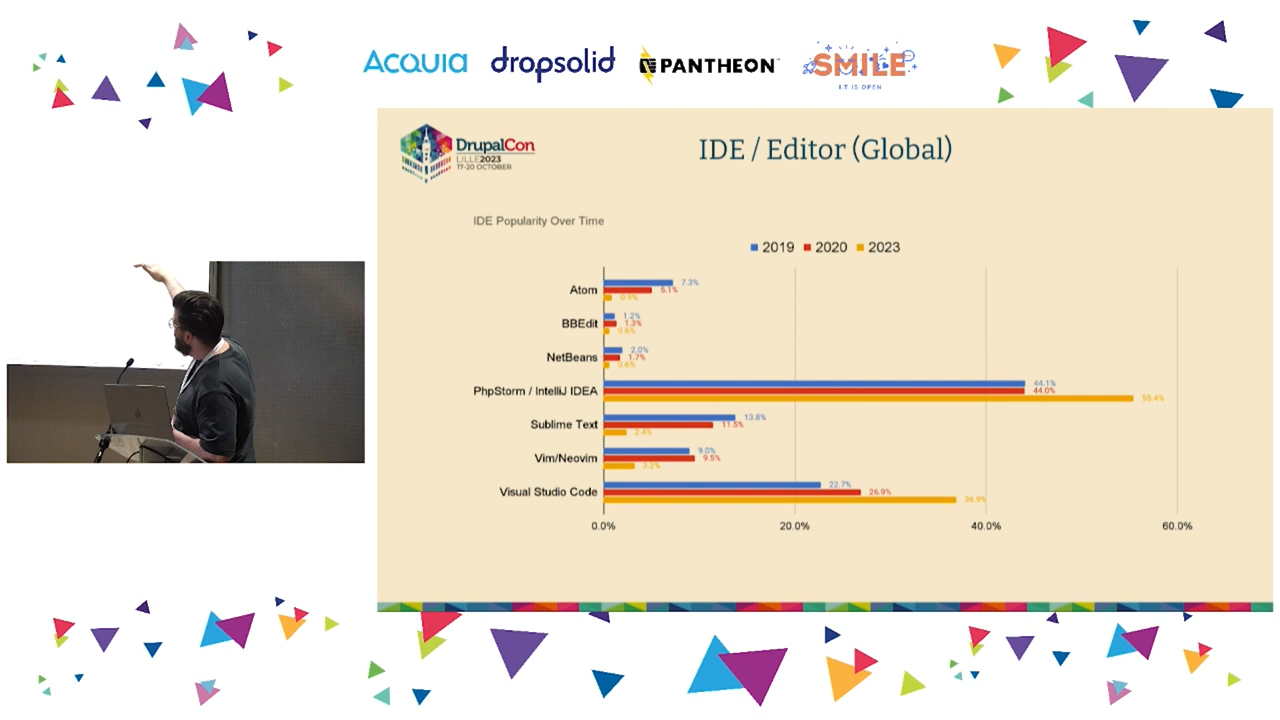 ACQUIA dropsolid PANTHEON SMILE
I.T IS OPEN
DrupalCon
LILLE2023
17-20 OCTOBER
IDE / Editor (Global)
IDE Popularity Over Time
2019 2020 2023
Atom 7.3% 5.1% 0.9%
BBEdit 1.2% 1.3% 0.6%
NetBeans 2.0% 1.7% 0.6%
PhpStorm / IntelliJ IDEA 44.1% 44.0% 55.4%
Sublime Text 13.8% 11.5% 2.4%
Vim/Neovim 9.0% 9.5% 3.2%
Visual Studio Code 22.7% 26.9% 36.9%
0.0% 20.0% 40.0% 60.0%